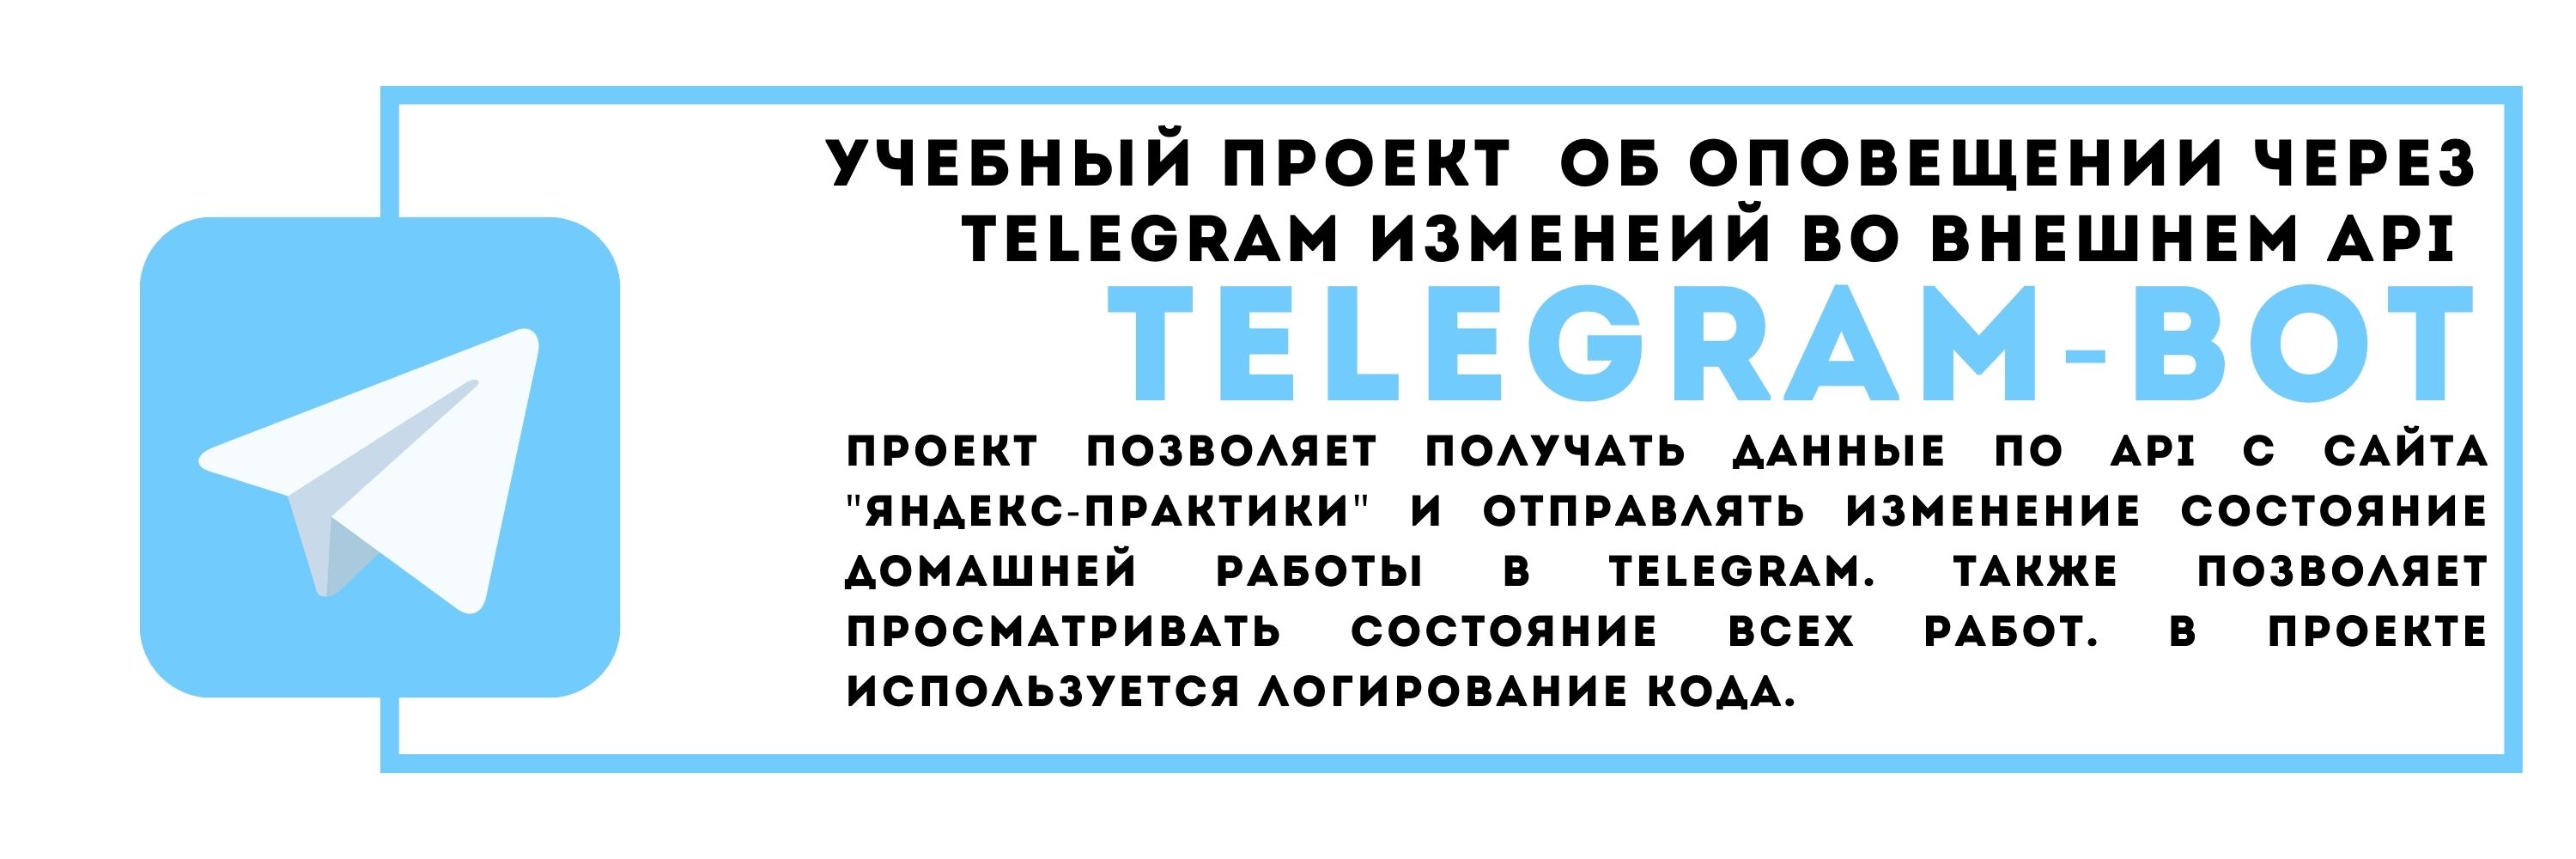 УЧЕБНЫЙ ПРОЕКТ ОБ ОПОВЕЩЕНИИ ЧЕРЕЗ
TELEGRAM ИЗМЕНЕИЙ ВО ВНЕШНЕМ API
TELEGRAM-BOT
ПРОЕКТ ПОЗВОЛЯЕТ ПОЛУЧАТЬ ДАННЫЕ ПО API С САЙТА
"ЯНДЕКС-ПРАКТИКИ" И ОТПРАВЛЯТЬ ИЗМЕНЕНИЕ СОСТОЯНИЕ
ДОМАШНЕЙ РАБОТЫ В TELEGRAM. ТАКЖЕ ПОЗВОЛЯЕТ
ПРОСМАТРИВАТЬ СОСТОЯНИЕ ВСЕХ РАБОТ. В ПРОЕКТЕ
ИСПОЛЬЗУЕТСЯ ЛОГИРОВАНИЕ КОДА.